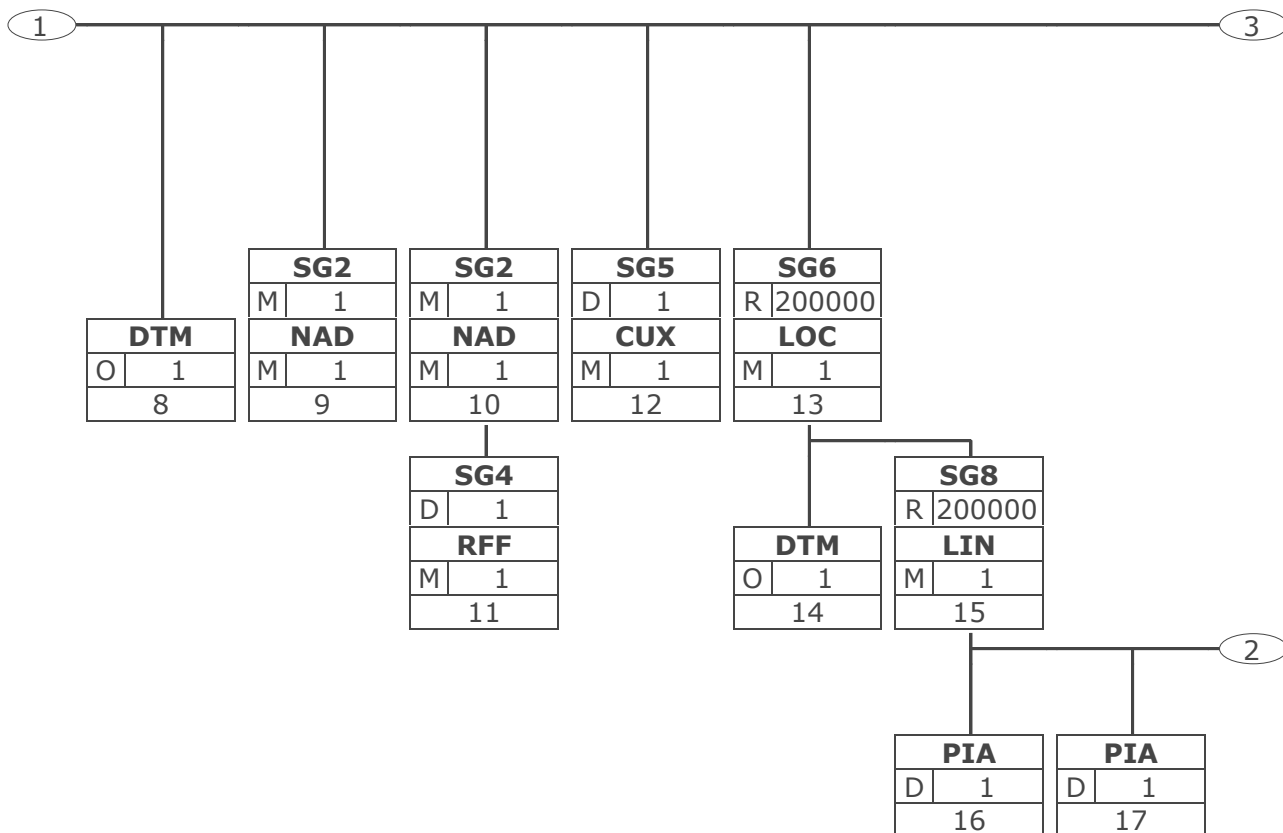 1 3
SG2 SG2 SG5 SG6
M 1 M 1 D 1 R 200000
DTM NAD NAD CUX LOC
O 1 M 1 M 1 M 1 M 1
8 9 10 12 13
SG4 SG8
D 1 R 200000
RFF DTM LIN
M 1 O 1 M 1
11 14 15
2
PIA PIA
D 1 D 1
16 17